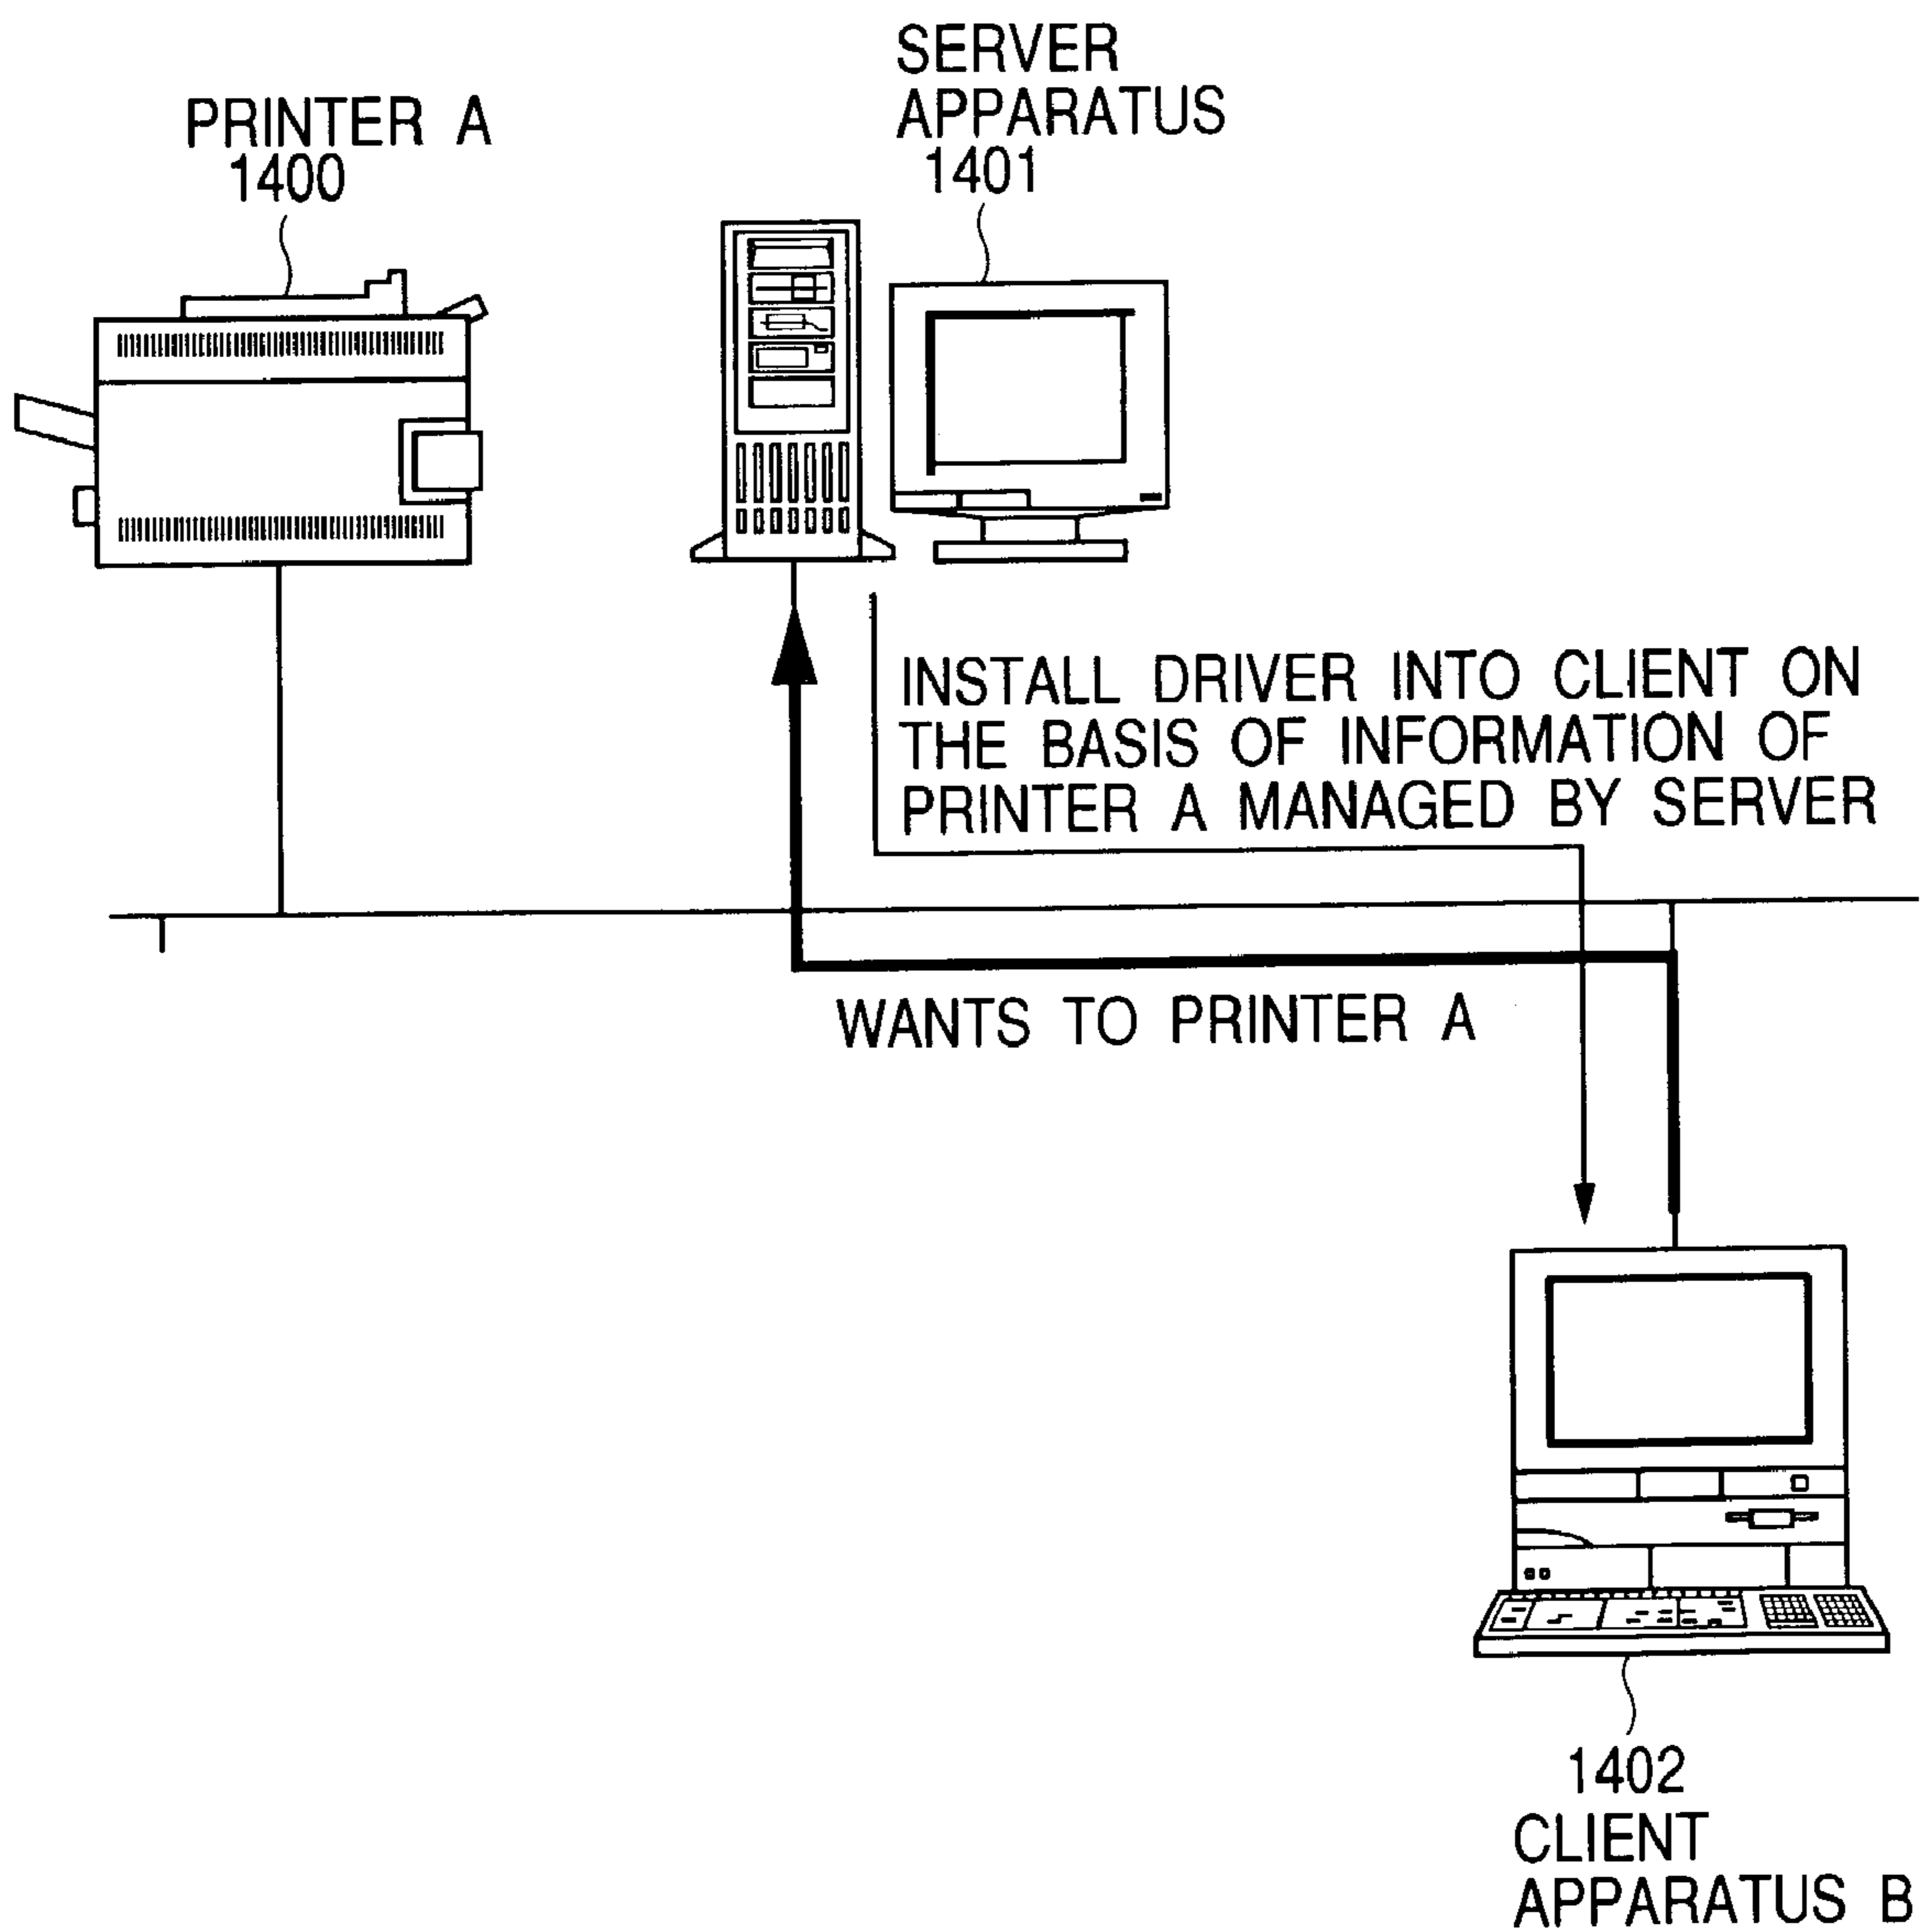 PRINTER A
1400
SERVER
APPARATUS
1401
INSTALL DRIVER INTO CLIENT ON
THE BASIS OF INFORMATION OF
PRINTER A MANAGED BY SERVER
WANTS TO PRINTER A
1402
CLIENT
APPARATUS B